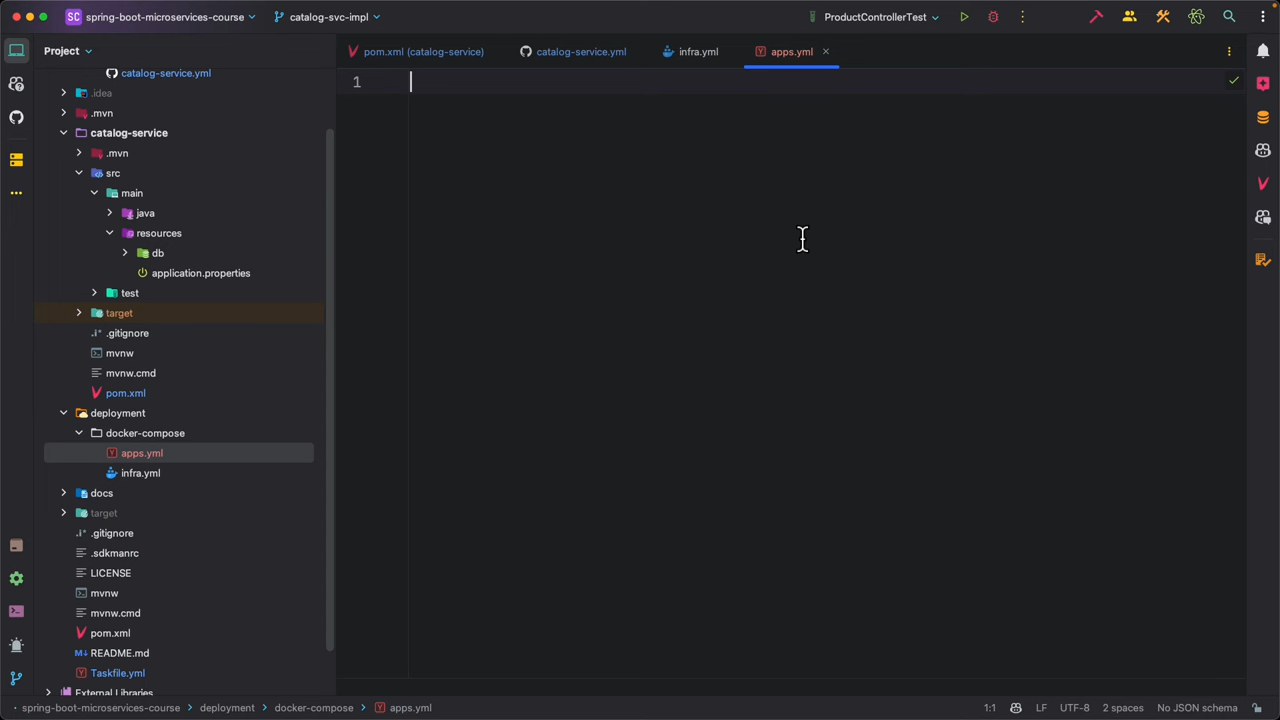 SC spring-boot-microservices-course catalog-svc-impl ProductControllerTest
Project
pom.xml (catalog-service) catalog-service.yml infra.yml apps.yml
1
catalog-service.yml
.idea
.mvn
catalog-service
.mvn
src
main
java
resources
db
application.properties
test
target
.gitignore
mvnw
mvnw.cmd
pom.xml
deployment
docker-compose
apps.yml
infra.yml
docs
target
.gitignore
.sdkmanrc
LICENSE
mvnw
mvnw.cmd
pom.xml
README.md
Taskfile.yml
External Libraries
spring-boot-microservices-course deployment docker-compose apps.yml 1:1 LF UTF-8 2 spaces No JSON schema